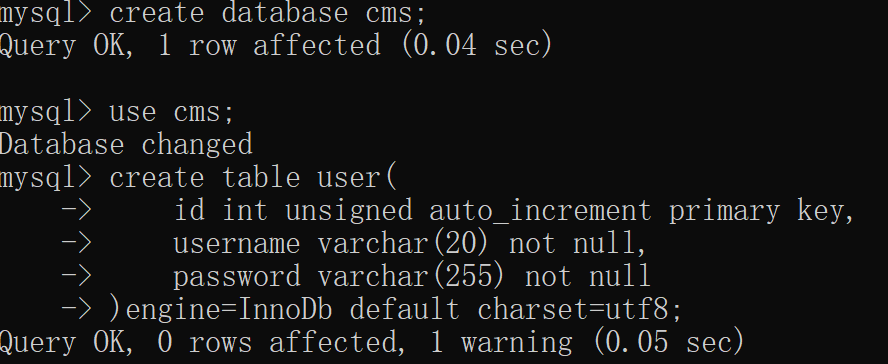 mysql> create database cms;
Query OK, 1 row affected (0.04 sec)
mysql> use cms;
Database changed
mysql> create table user(
    ->     id int unsigned auto_increment primary key,
    ->     username varchar(20) not null,
    ->     password varchar(255) not null
    -> )engine=InnoDb default charset=utf8;
Query OK, 0 rows affected, 1 warning (0.05 sec)